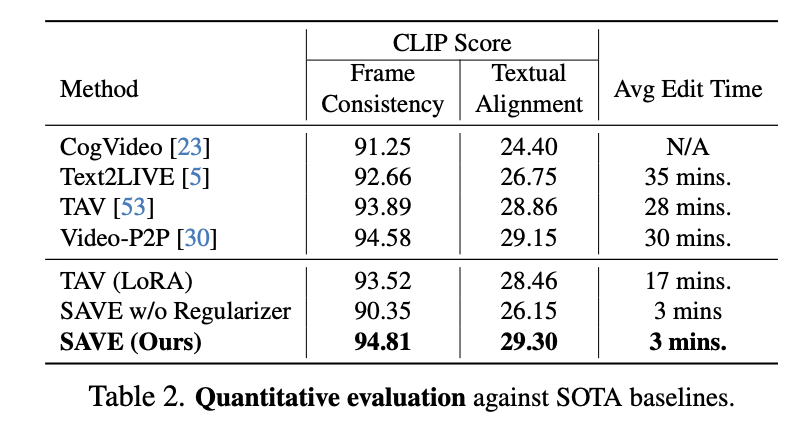 CLIP Score
Method Frame Consistency Textual Alignment Avg Edit Time
CogVideo [23] 91.25 24.40 N/A
Text2LIVE [5] 92.66 26.75 35 mins.
TAV [53] 93.89 28.86 28 mins.
Video-P2P [30] 94.58 29.15 30 mins.
TAV (LoRA) 93.52 28.46 17 mins.
SAVE w/o Regularizer 90.35 26.15 3 mins
SAVE (Ours) 94.81 29.30 3 mins.
Table 2. Quantitative evaluation against SOTA baselines.